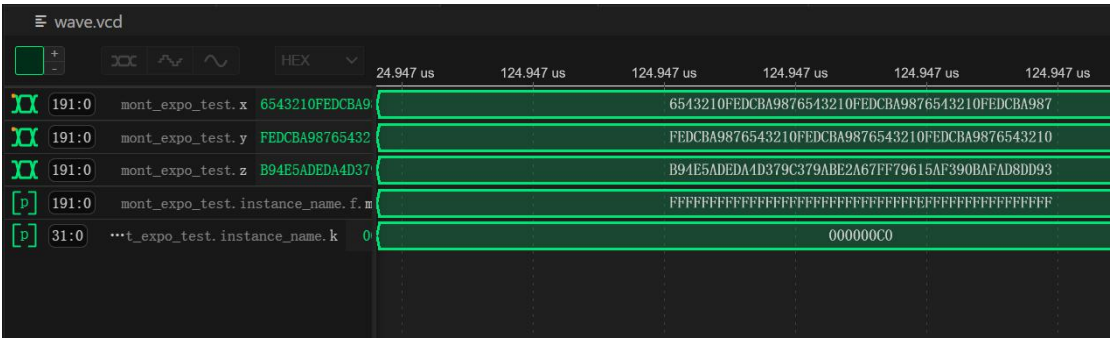 wave.vcd
+
-
HEX
24.947 us 124.947 us 124.947 us 124.947 us 124.947 us 124.947 us
191:0 mont_expo_test.x 6543210FEDCBA9 6543210FEDCBA9876543210FEDCBA9876543210FEDCBA987
191:0 mont_expo_test.y FEDCBA98765432 FEDCBA9876543210FEDCBA9876543210FEDCBA9876543210
191:0 mont_expo_test.z B94E5ADEDA4D37 B94E5ADEDA4D379C379ABE2A67FF79615AF390BAFAD8DD93
[p] 191:0 mont_expo_test.instance_name.f.m FFFFFFFFFFFFFFFFFFFFFFFFFFFFFFFEFFFFFFFFFFFFFFFF
[p] 31:0 …t_expo_test.instance_name.k 0 000000C0